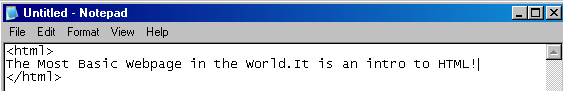 Untitled - Notepad
File Edit Format View Help
<html>
The Most Basic Webpage in the World.It is an intro to HTML!
</html>